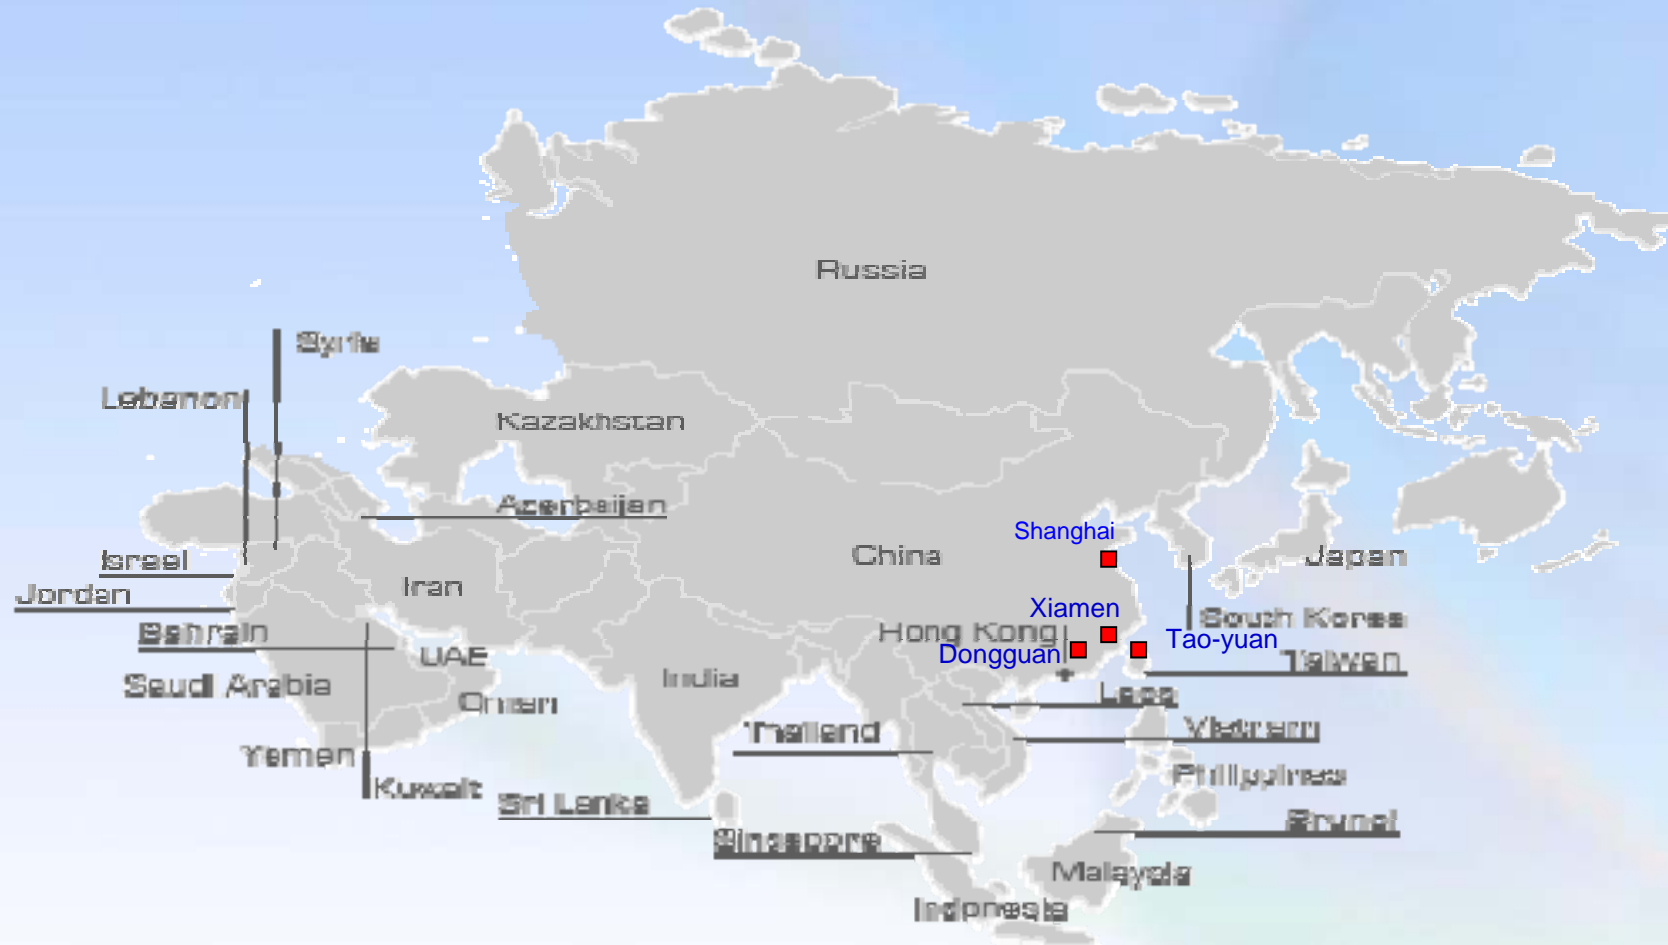 Russia
Syria
Lebanon
Kazakhstan
Azerbaijan
Shanghai
China
Japan
Israel
Iran
Jordan
Xiamen
South Korea
Bahrain
Hong Kong
Tao-yuan
UAE
Dongguan
Taiwan
Saudi Arabia
India
Laos
Oman
Thailand
Vietnam
Yemen
Philippines
Kuwait
Sri Lanka
Brunei
Singapore
Malaysia
Indonesia